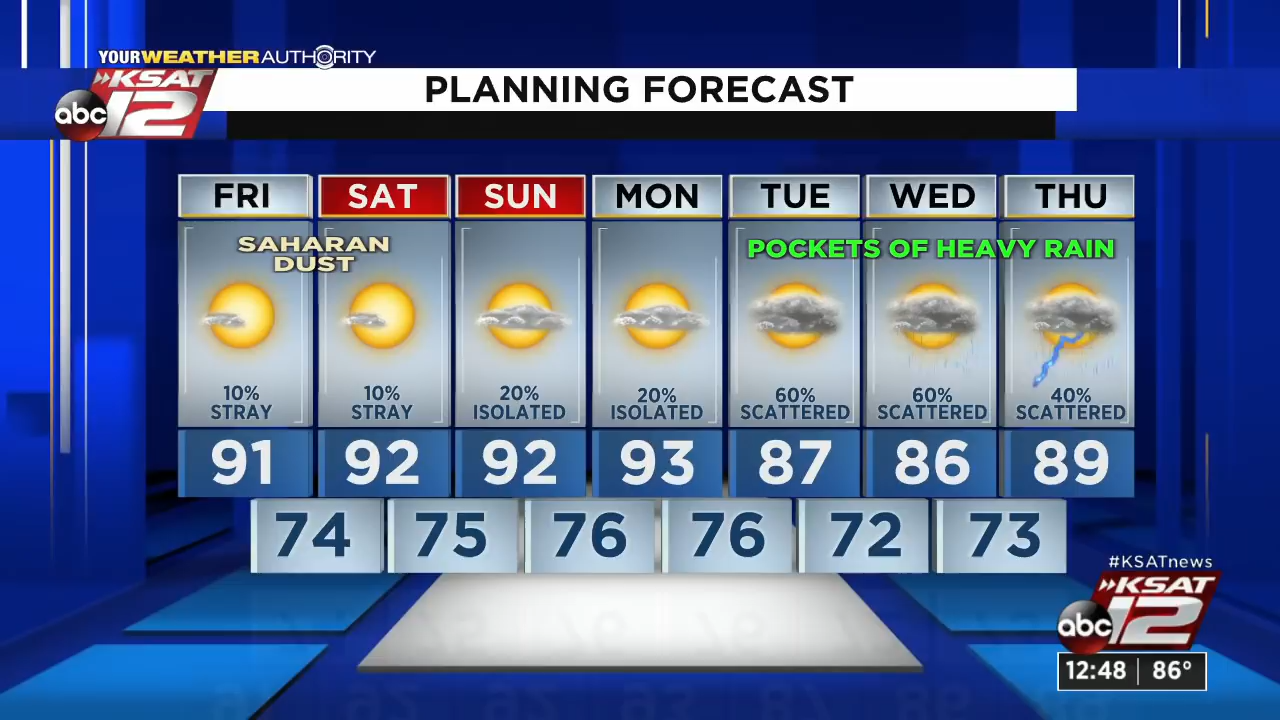 YOURWEATHERAUTHORITY
KSAT
abc 12
PLANNING FORECAST
FRI SAT SUN MON TUE WED THU
SAHARAN
DUST
POCKETS OF HEAVY RAIN
10% 10% 20% 20% 60% 60% 40%
STRAY STRAY ISOLATED ISOLATED SCATTERED SCATTERED SCATTERED
91 92 92 93 87 86 89
74 75 76 76 72 73
#KSATnews
KSAT
abc 12
12:48 86°